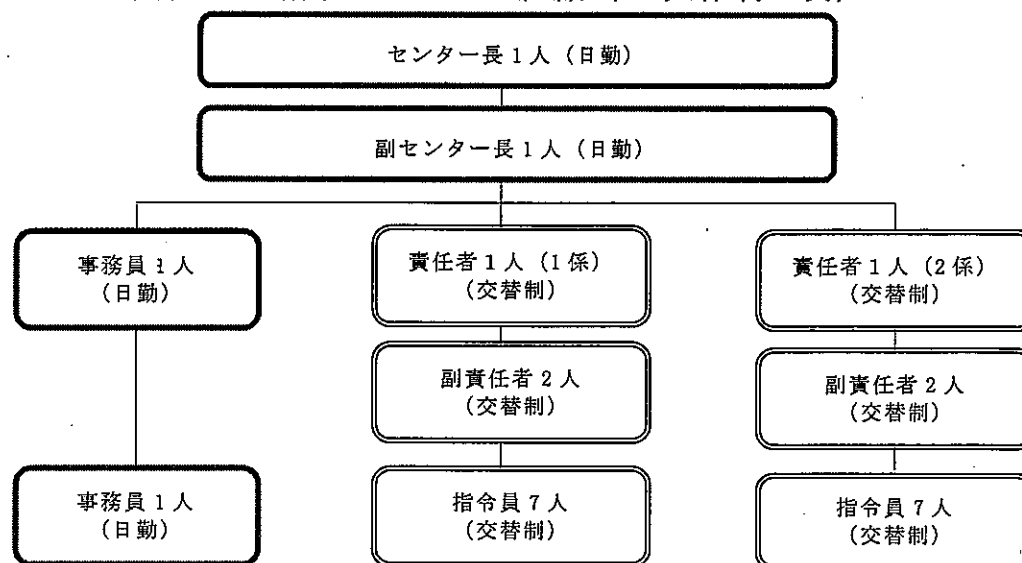 センター長1人（日勤）
副センター長1人（日勤）
事務員1人
（日勤）
責任者1人（1係）
（交替制）
責任者1人（2係）
（交替制）
副責任者2人
（交替制）
副責任者2人
（交替制）
事務員1人
（日勤）
指令員7人
（交替制）
指令員7人
（交替制）